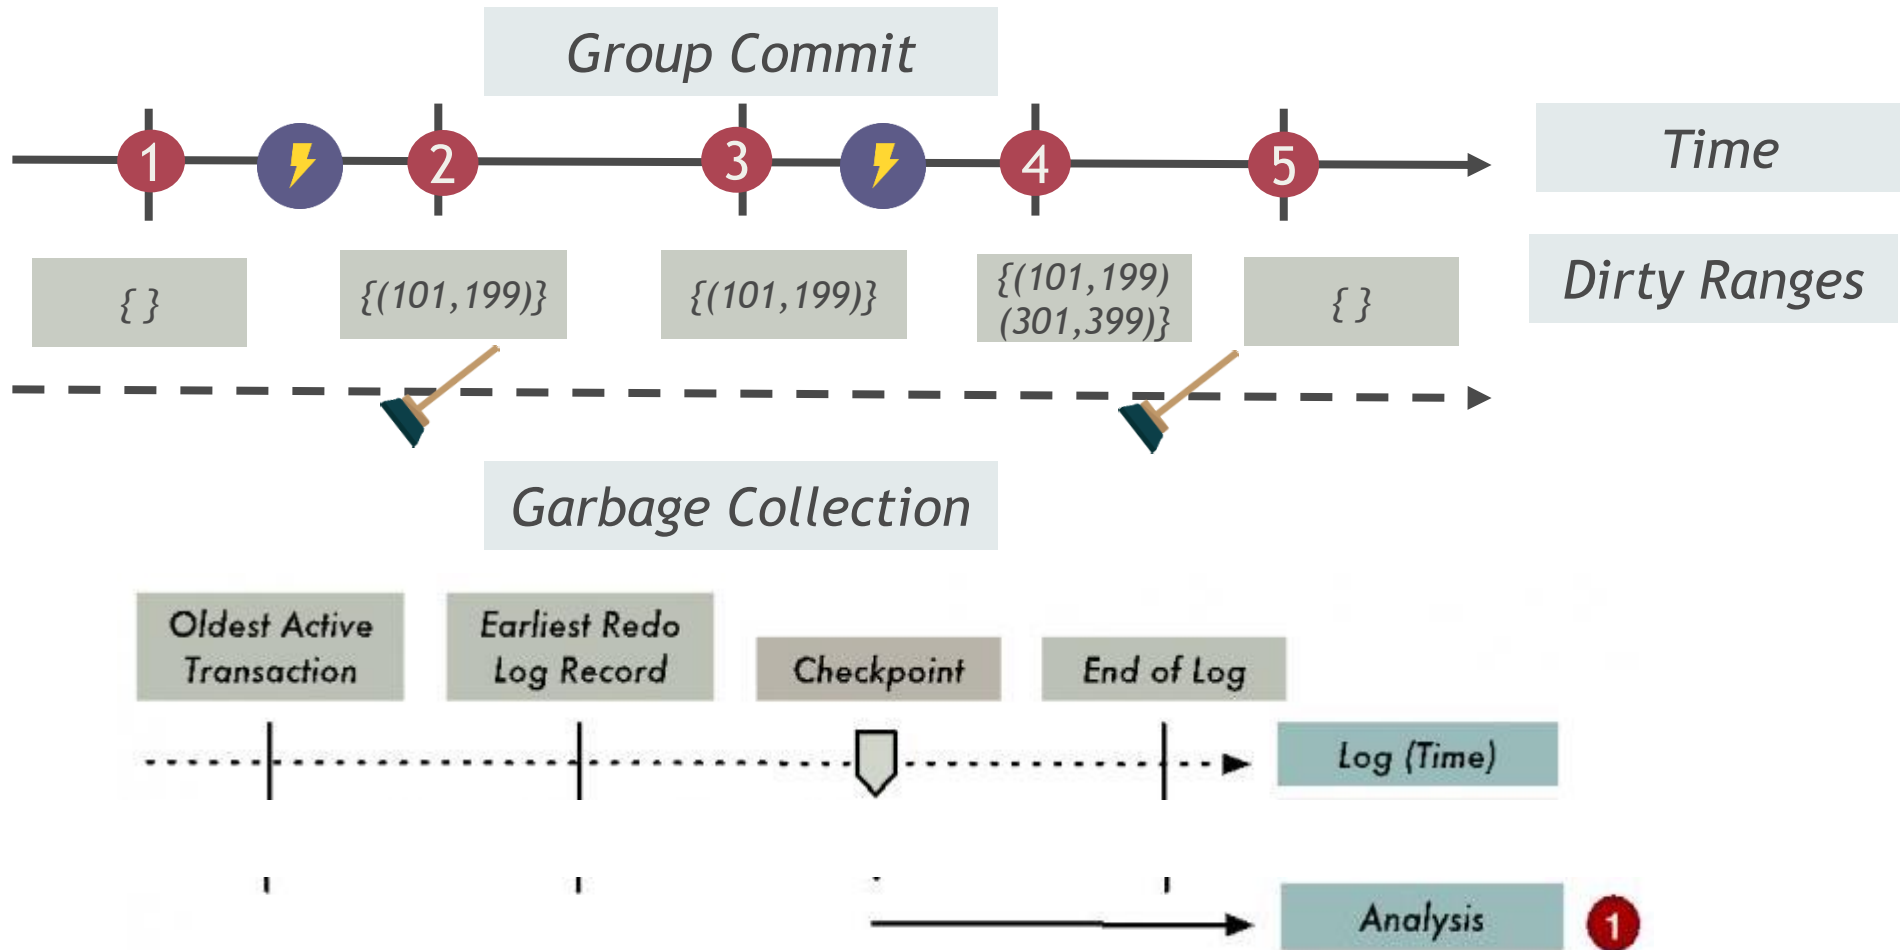 Group Commit
1
2
3
4
5
Time
{ }
{(101,199)}
{(101,199)}
{(101,199)
(301,399)}
{ }
Dirty Ranges
Garbage Collection
Oldest Active
Transaction
Earliest Redo
Log Record
Checkpoint
End of Log
Log (Time)
Analysis
1